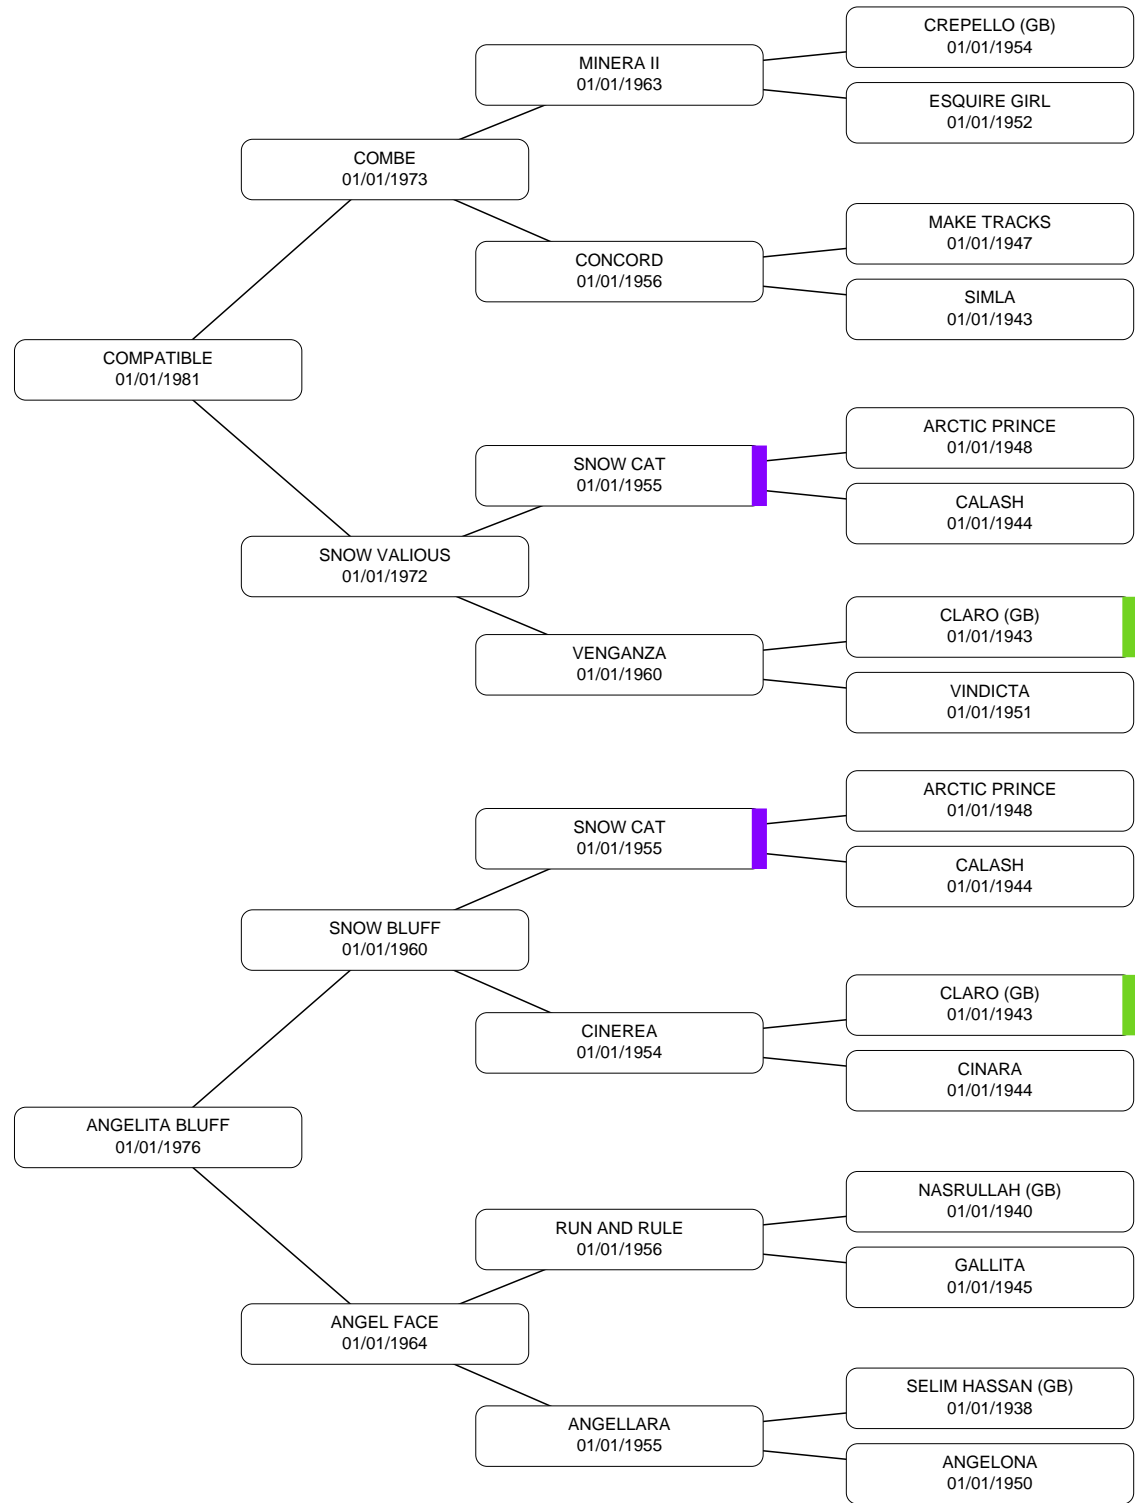 CREPELLO (GB)
01/01/1954
MINERA II
01/01/1963
ESQUIRE GIRL
01/01/1952
COMBE
01/01/1973
MAKE TRACKS
01/01/1947
CONCORD
01/01/1956
SIMLA
01/01/1943
COMPATIBLE
01/01/1981
ARCTIC PRINCE
01/01/1948
SNOW CAT
01/01/1955
CALASH
01/01/1944
SNOW VALIOUS
01/01/1972
CLARO (GB)
01/01/1943
VENGANZA
01/01/1960
VINDICTA
01/01/1951
ARCTIC PRINCE
01/01/1948
SNOW CAT
01/01/1955
CALASH
01/01/1944
SNOW BLUFF
01/01/1960
CLARO (GB)
01/01/1943
CINEREA
01/01/1954
CINARA
01/01/1944
ANGELITA BLUFF
01/01/1976
NASRULLAH (GB)
01/01/1940
RUN AND RULE
01/01/1956
GALLITA
01/01/1945
ANGEL FACE
01/01/1964
SELIM HASSAN (GB)
01/01/1938
ANGELLARA
01/01/1955
ANGELONA
01/01/1950